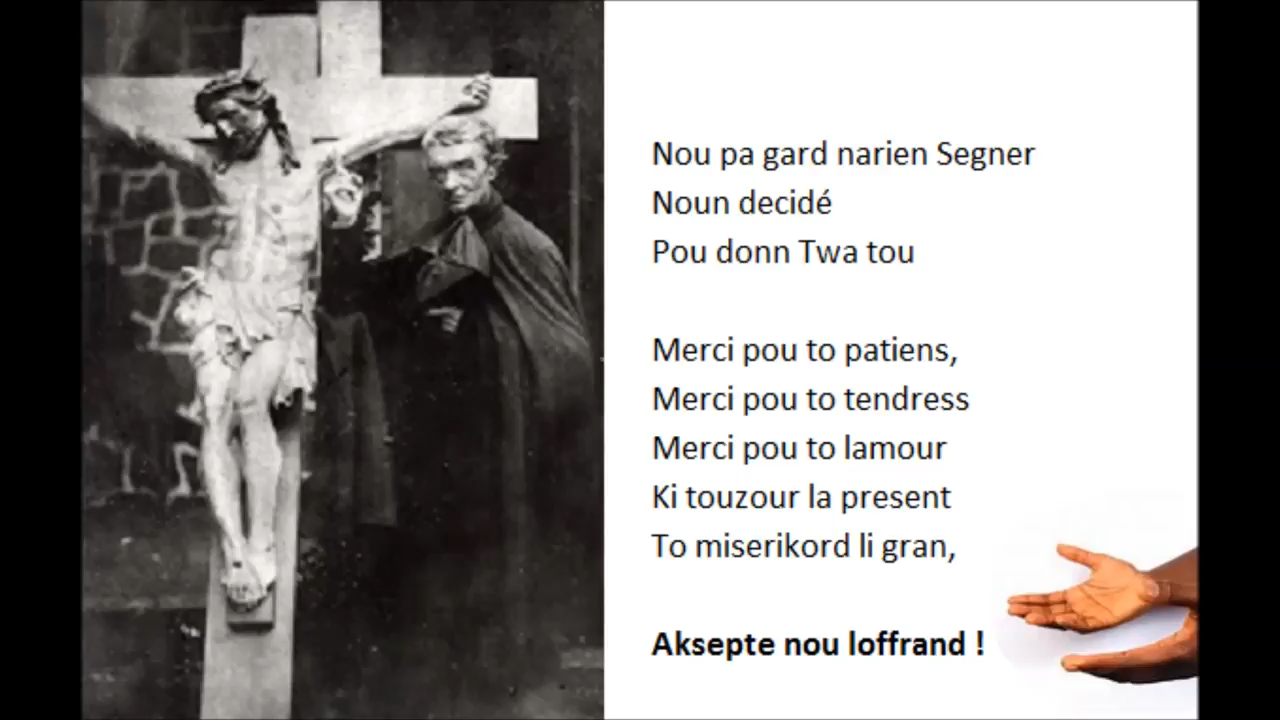 Nou pa gard narien Segner
Noun decidé
Pou donn Twa tou
Merci pou to patiens,
Merci pou to tendress
Merci pou to lamour
Ki touzour la present
To miserikord li gran,
Aksepte nou loffrand !